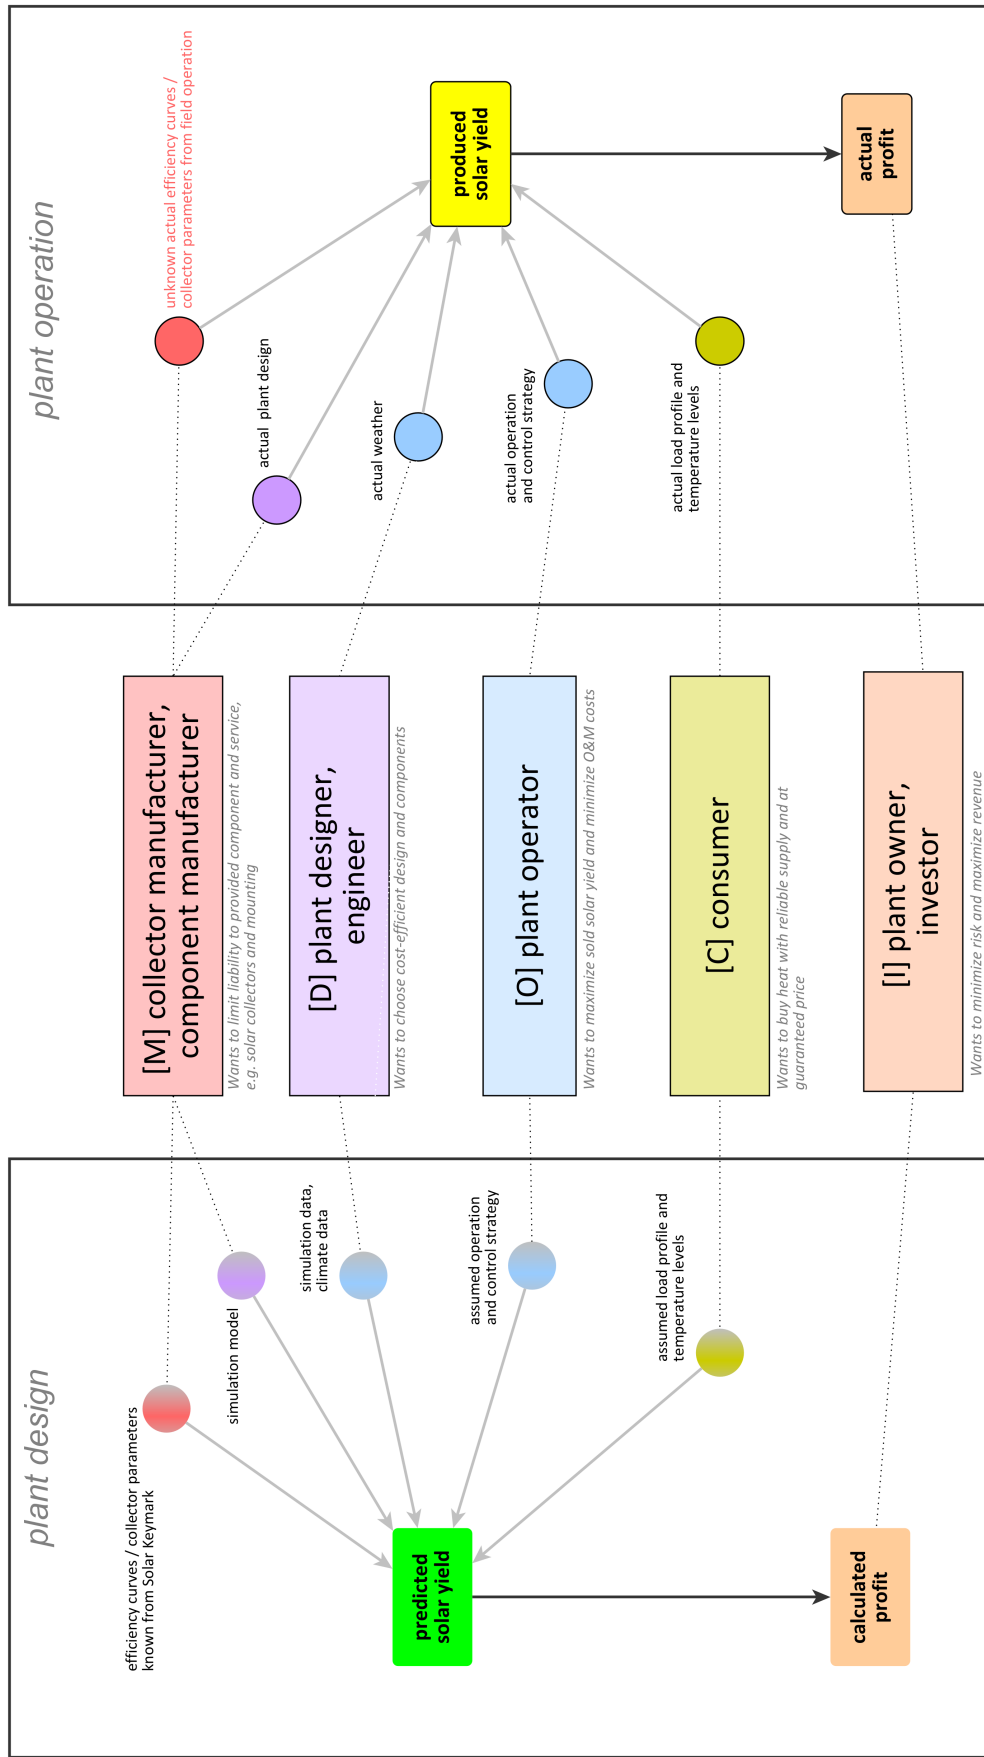 plant design
efficiency curves / collector parameters
known from Solar Keymark
simulation model
simulation data,
climate data
assumed operation
and control strategy
assumed load profile and
temperature levels
predicted
solar yield
calculated
profit
[M] collector manufacturer,
component manufacturer
Wants to limit liability to provided component and service,
e.g. solar collectors and mounting
[D] plant designer,
engineer
Wants to choose cost-efficient design and components
[O] plant operator
Wants to maximize sold solar yield and minimize O&M costs
[C] consumer
Wants to buy heat with reliable supply and at
guaranteed price
[I] plant owner,
investor
Wants to minimize risk and maximize revenue
plant operation
unknown actual efficiency curves /
collector parameters from field operation
actual plant design
actual weather
actual operation
and control strategy
actual load profile and
temperature levels
produced
solar yield
actual
profit